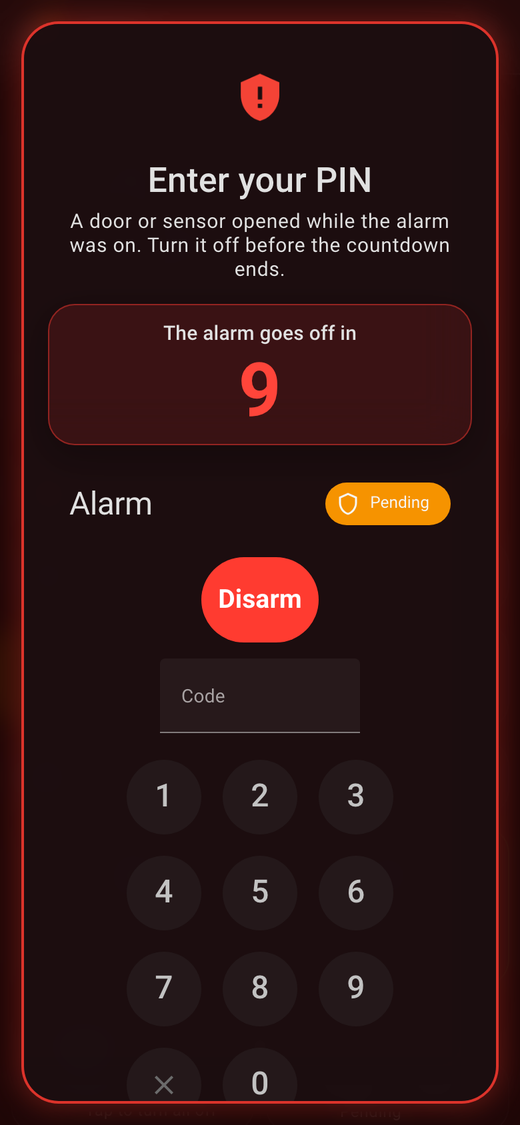 Enter your PIN
A door or sensor opened while the alarm
was on. Turn it off before the countdown
ends.
The alarm goes off in
9
Alarm
Pending
Disarm
Code
1 2 3
4 5 6
7 8 9
0
Pending